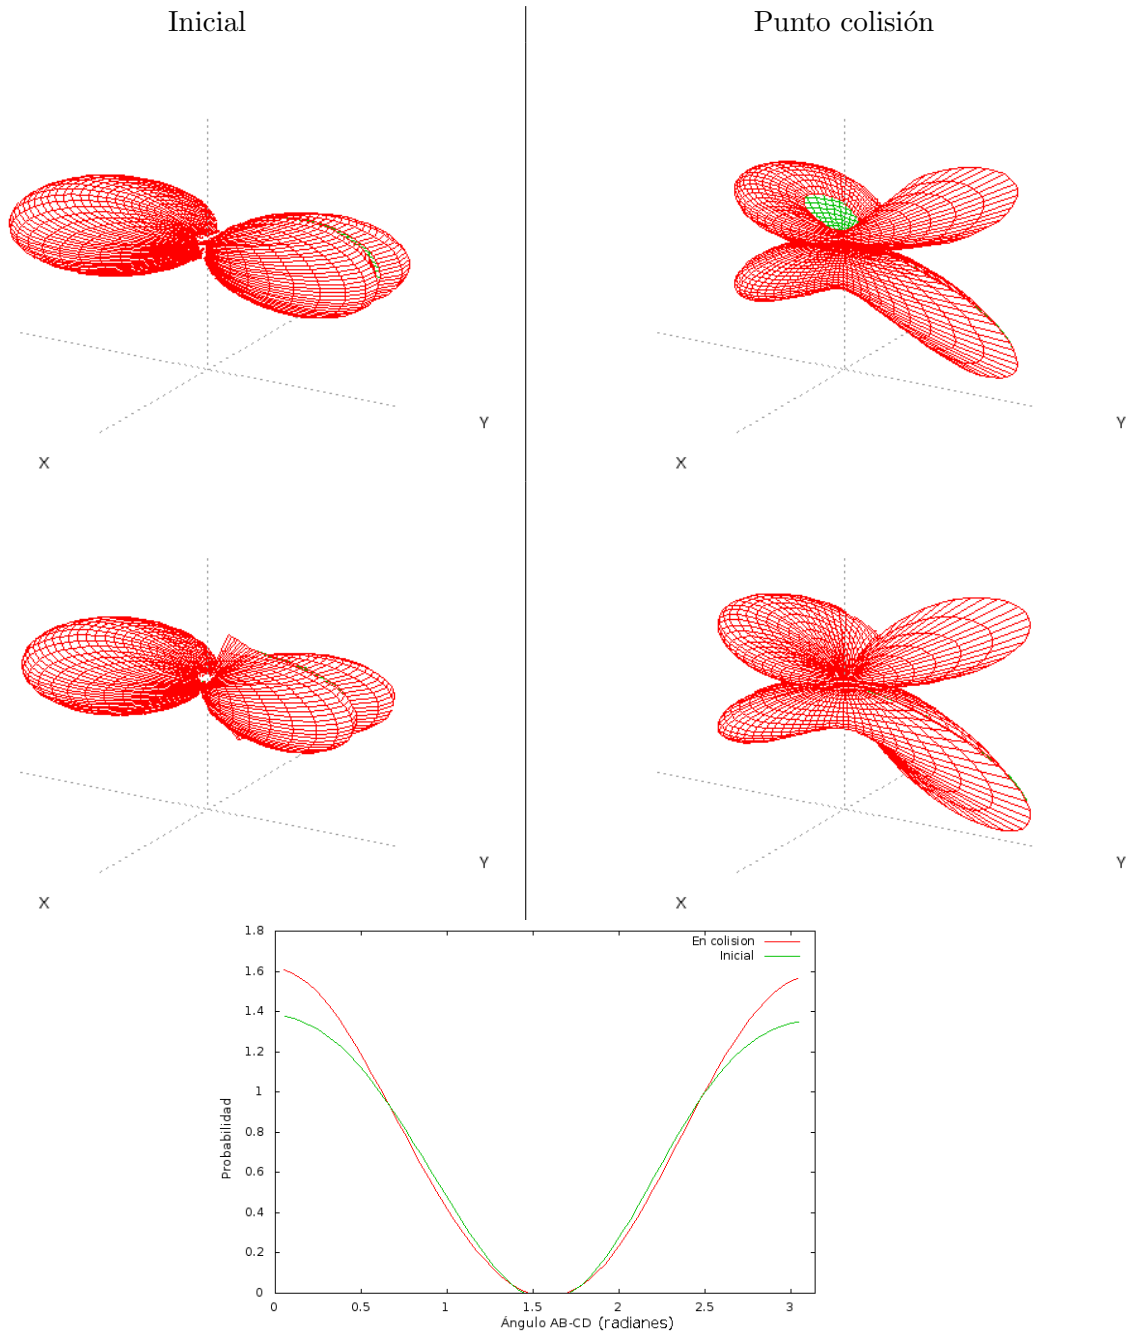 Inicial
Punto colisión
Y
X
Y
X
Y
X
Y
X
1.8
1.6
1.4
1.2
1
0.8
0.6
0.4
0.2
0
Probabilidad
En colision
Inicial
0 0.5 1 1.5 2 2.5 3
Ángulo AB-CD (radianes)